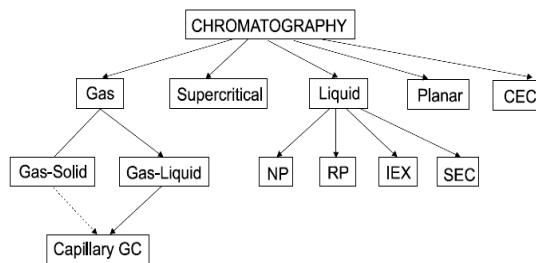 CHROMATOGRAPHY
Gas
Supercritical
Liquid
Planar
CEC
Gas-Solid
Gas-Liquid
NP
RP
IEX
SEC
Capillary GC